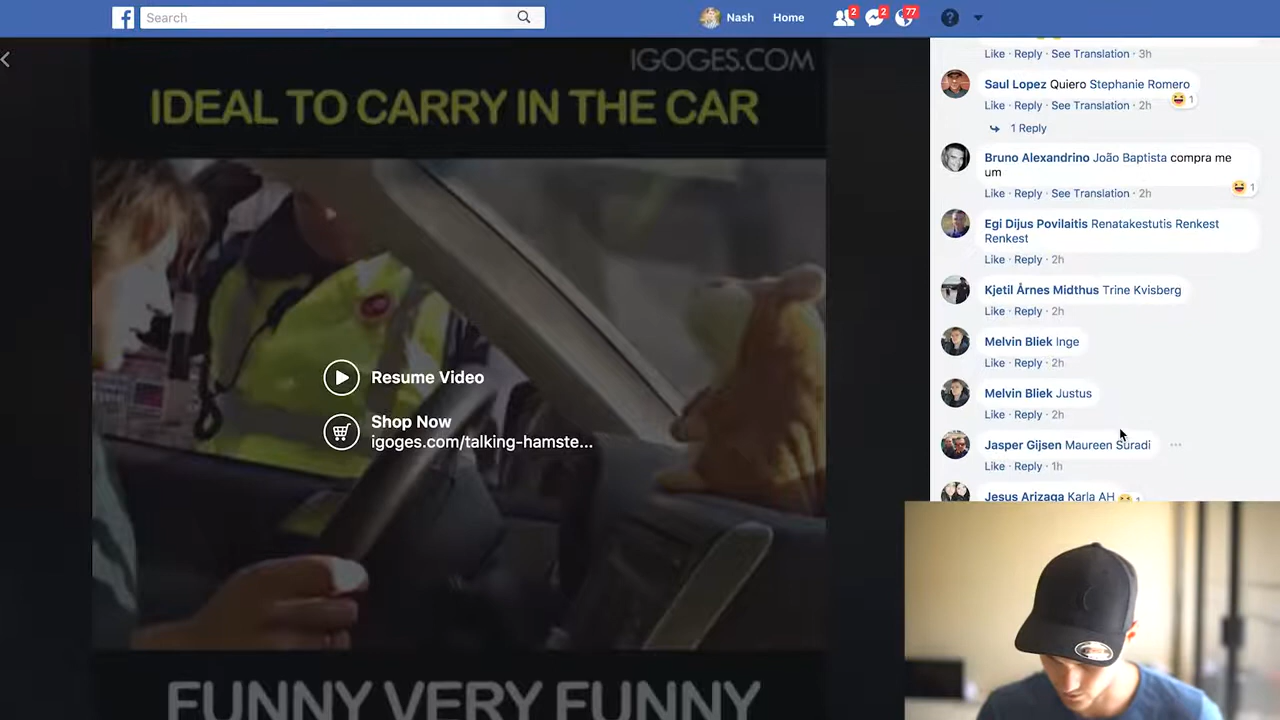 Search
Nash
Home
2
2
77
?
IGOGES.COM
IDEAL TO CARRY IN THE CAR
Resume Video
Shop Now
igoges.com/talking-hamste...
FUNNY VERY FUNNY
Like · Reply · See Translation · 3h
Saul Lopez Quiero Stephanie Romero
1
Like · Reply · See Translation · 2h
1 Reply
Bruno Alexandrino João Baptista compra me
um
1
Like · Reply · See Translation · 2h
Egi Dijus Povilaitis Renatakestutis Renkest
Renkest
Like · Reply · 2h
Kjetil Årnes Midthus Trine Kvisberg
Like · Reply · 2h
Melvin Bliek Inge
Like · Reply · 2h
Melvin Bliek Justus
Like · Reply · 2h
Jasper Gijsen Maureen Suradi
Like · Reply · 1h
Jesus Arizaga Karla AH
1